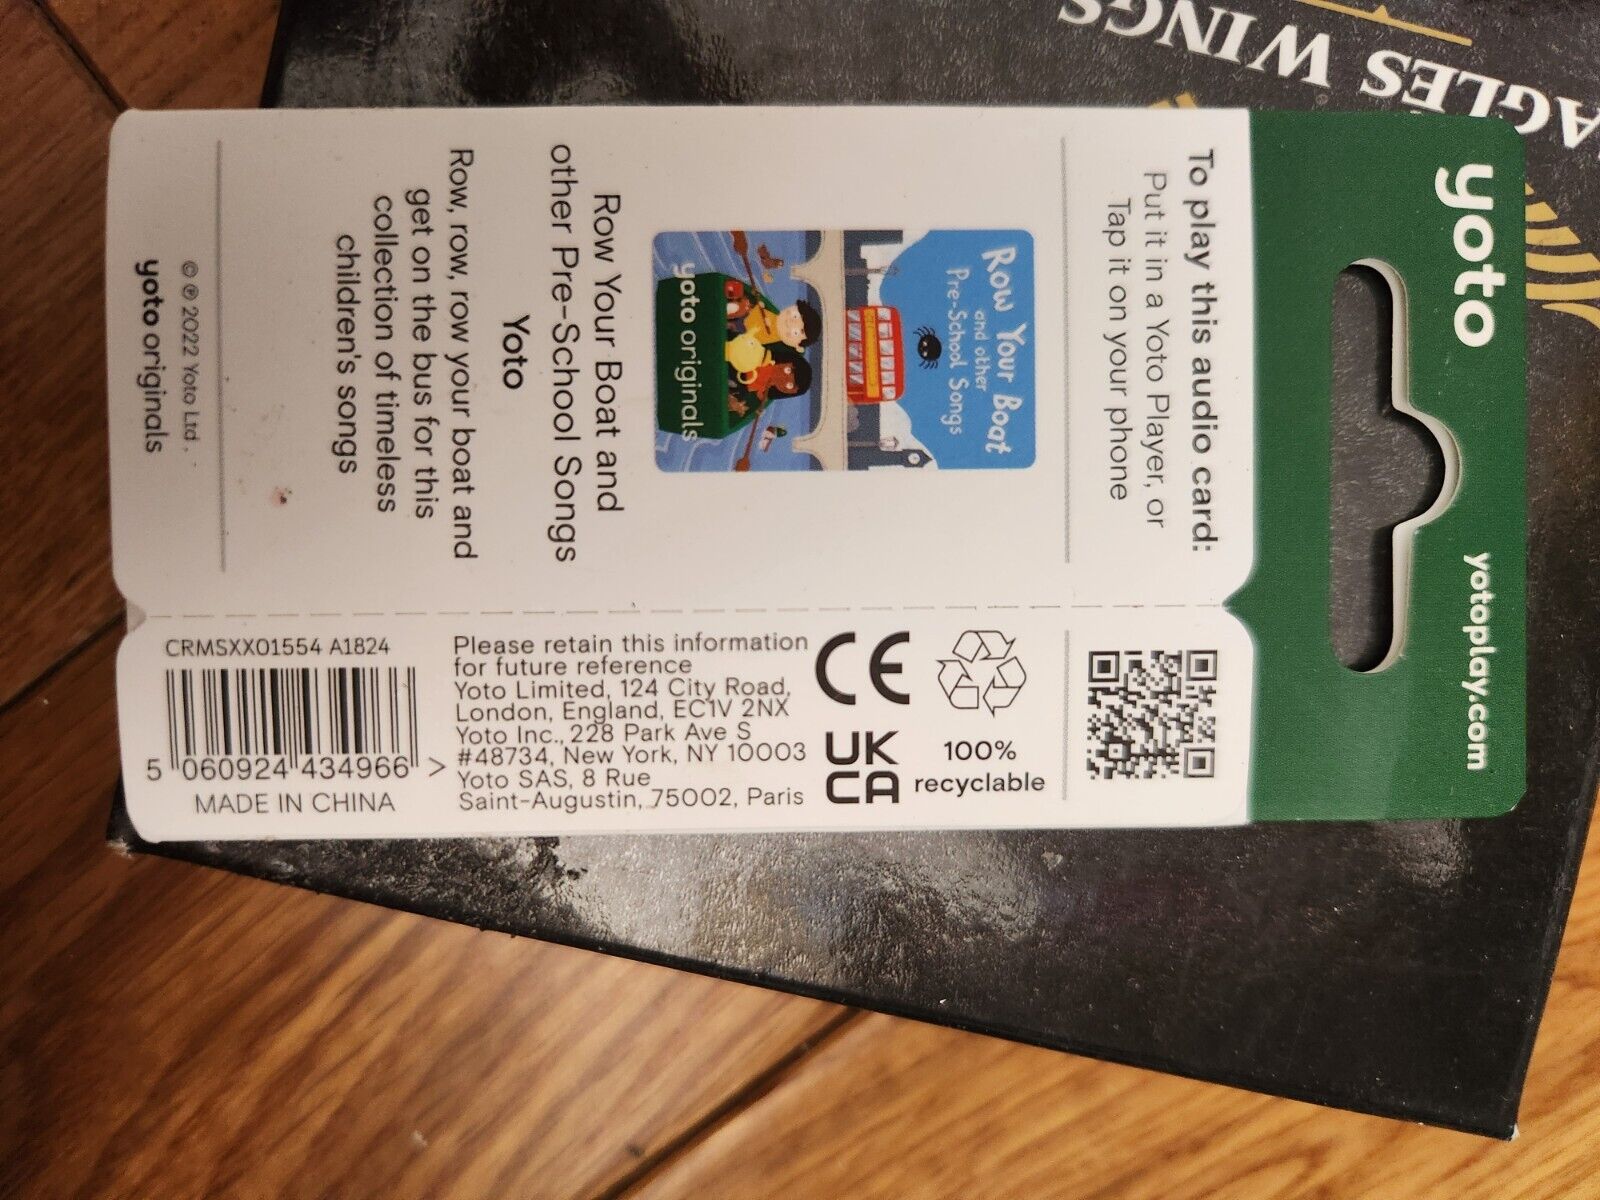 EAGLES WINGS
yoto
yotoplay.com
To play this audio card:
Put it in a Yoto Player, or
Tap it on your phone
Row Your Boat
and other
Pre-School Songs
yoto originals
Row Your Boat and
other Pre-School Songs
Yoto
Row, row, row your boat and
get on the bus for this
collection of timeless
children's songs
© ℗ 2022 Yoto Ltd.
yoto originals
100%
recyclable
CE
UK
CA
Please retain this information
for future reference
Yoto Limited, 124 City Road,
London, England, EC1V 2NX
Yoto Inc., 228 Park Ave S
#48734, New York, NY 10003
Yoto SAS, 8 Rue
Saint-Augustin, 75002, Paris
CRMSXX01554 A1824
5 060924 434966 >
MADE IN CHINA